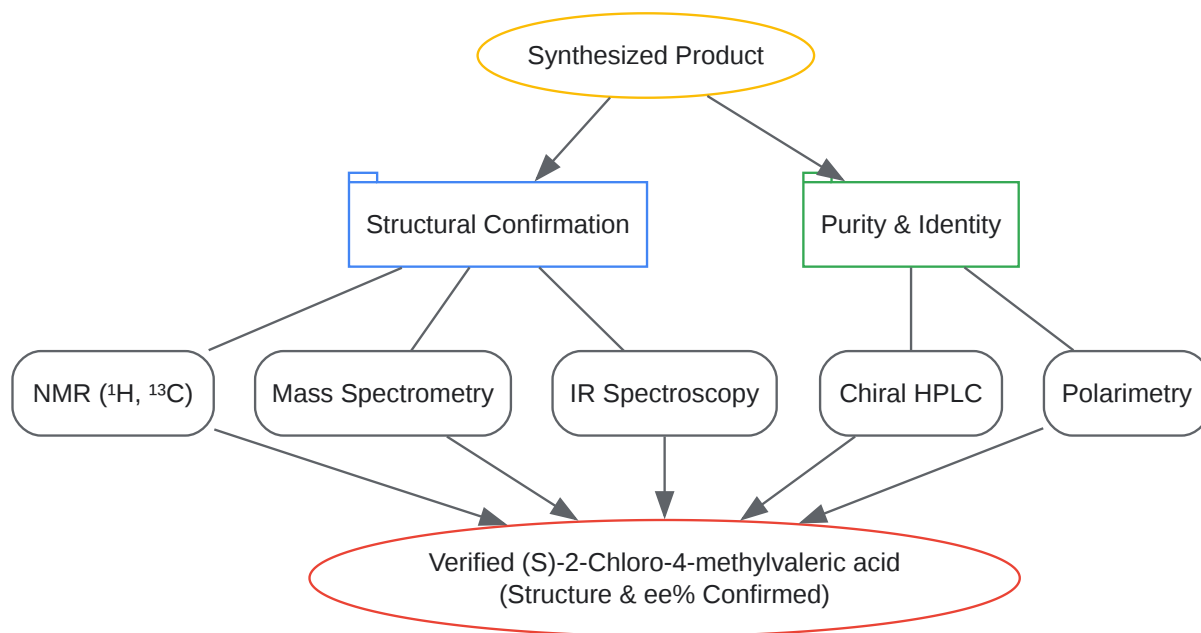 Synthesized Product
Structural Confirmation
Purity & Identity
NMR (¹H, ¹³C)
Mass Spectrometry
IR Spectroscopy
Chiral HPLC
Polarimetry
Verified (S)-2-Chloro-4-methylvaleric acid
(Structure & ee% Confirmed)